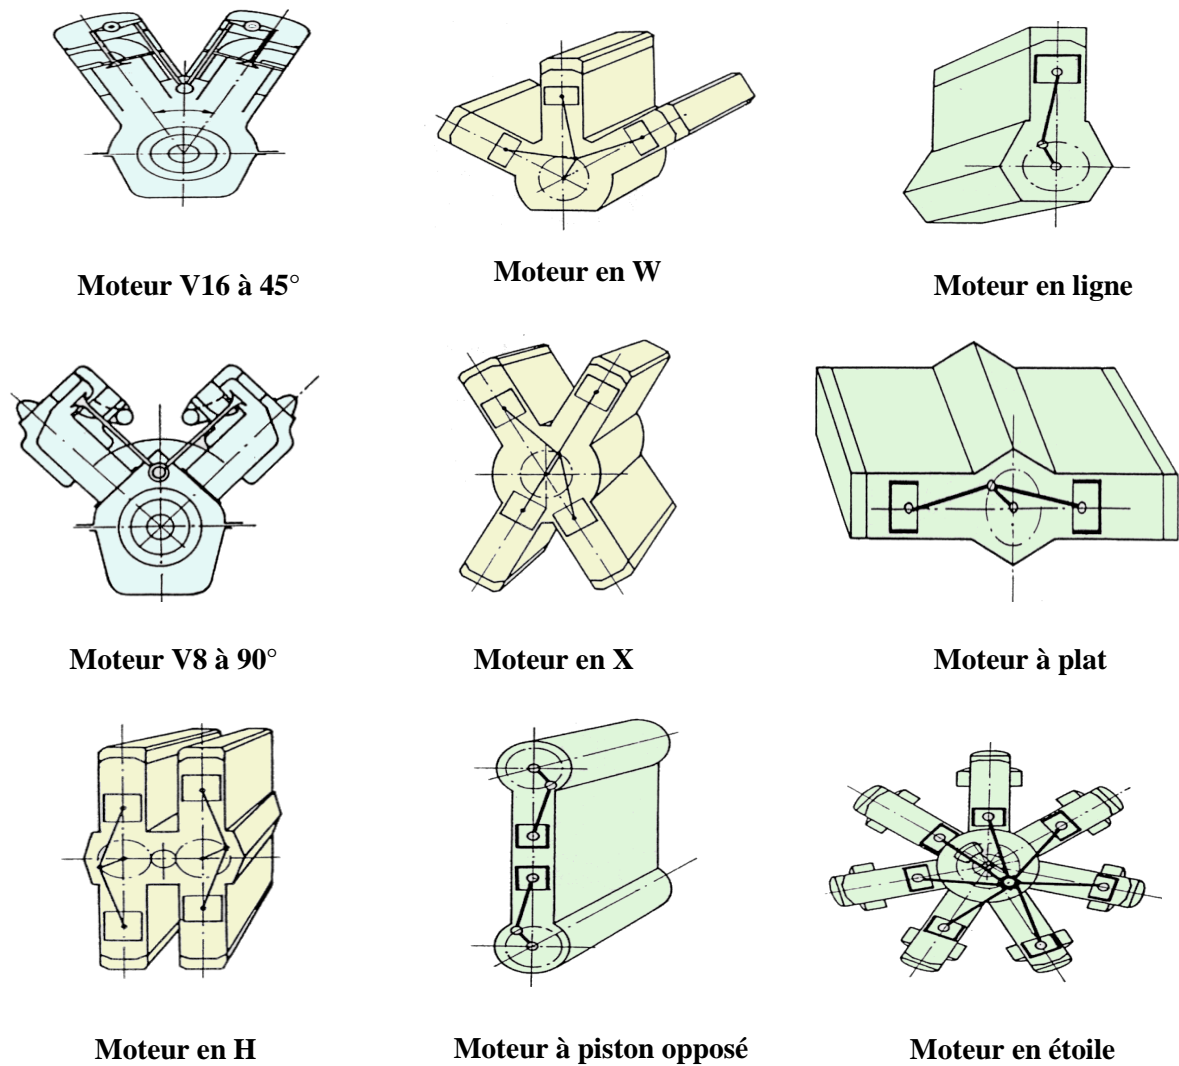 Moteur V16 à 45°
Moteur en W
Moteur en ligne
Moteur V8 à 90°
Moteur en X
Moteur à plat
Moteur en H
Moteur à piston opposé
Moteur en étoile